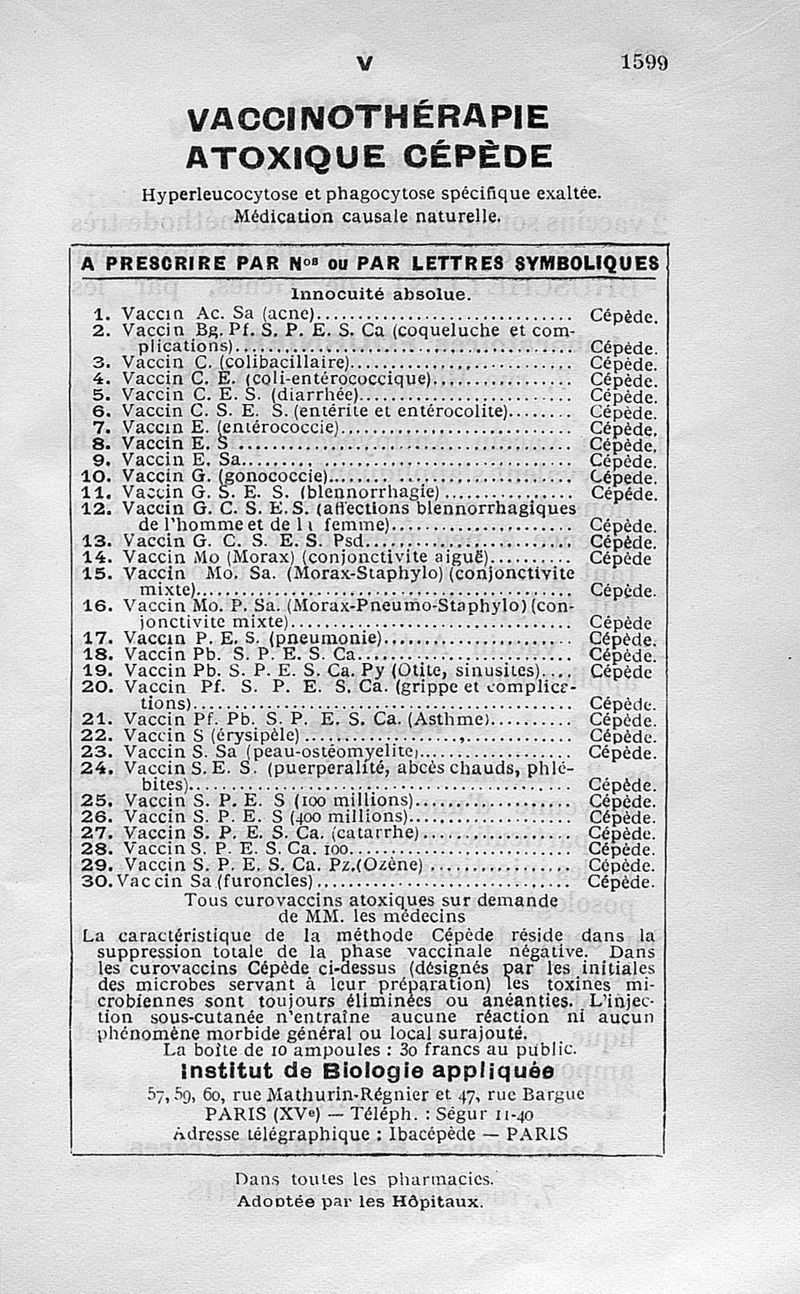 V 1599
VACCINOTHÉRAPIE
ATOXIQUE CÉPÈDE
Hyperleucocytose et phagocytose spécifique exaltée.
Médication causale naturelle.
A PRESCRIRE PAR Nos ou PAR LETTRES SYMBOLIQUES
Innocuité absolue.
1. Vaccin Ac. Sa (acne).............................. Cépède.
2. Vaccin Bg. Pf. S. P. E. S. Ca (coqueluche et com-
plications)........................................ Cépède.
3. Vaccin C. (colibacillaire).......................... Cépède.
4. Vaccin C. E. (coli-entérococcique)................. Cépède.
5. Vaccin C. E. S. (diarrhée).......................... Cépède.
6. Vaccin C. S. E. S. (entérite et entérocolite)........ Cépède.
7. Vaccin E. (entérococcie)........................... Cépède.
8. Vaccin E. S ....................................... Cépède.
9. Vaccin E. Sa....................................... Cépède.
10. Vaccin G. (gonococcie)............................ Cépede.
11. Vaccin G. S. E. S. (blennorrhagie) ................ Cépède.
12. Vaccin G. C. S. E. S. (affections blennorrhagiques
de l'homme et de la femme)...................... Cépède.
13. Vaccin G. C. S. E. S. Psd.......................... Cépède.
14. Vaccin Mo (Morax) (conjonctivite aiguë).......... Cépède
15. Vaccin Mo. Sa. (Morax-Staphylo) (conjonctivite
mixte)............................................ Cépède.
16. Vaccin Mo. P. Sa. (Morax-Pneumo-Staphylo) (con-
jonctivite mixte).................................. Cépède
17. Vaccin P. E. S. (pneumonie)....................... Cépède.
18. Vaccin Pb. S. P. E. S. Ca.......................... Cépède.
19. Vaccin Pb. S. P. E. S. Ca. Py (Otite, sinusites).... Cépède
20. Vaccin Pf. S. P. E. S. Ca. (grippe et complica-
tions)............................................ Cépède.
21. Vaccin Pf. Pb. S. P. E. S. Ca. (Asthme).......... Cépède.
22. Vaccin S (érysipèle) .............................. Cépède.
23. Vaccin S. Sa (peau-ostéomyelite).................. Cépède.
24. Vaccin S. E. S. (puerperalité, abcès chauds, phlé-
bites)............................................ Cépède.
25. Vaccin S. P. E. S (100 millions)................... Cépède.
26. Vaccin S. P. E. S (400 millions)................... Cépède.
27. Vaccin S. P. E. S. Ca. (catarrhe).................. Cépède.
28. Vaccin S. P. E. S. Ca. 100......................... Cépède.
29. Vaccin S. P. E. S. Ca. Pz.(Ozène) ................. Cépède.
30. Vaccin Sa (furoncles) ............................. Cépède.
Tous curovaccins atoxiques sur demande
de MM. les médecins
La caractéristique de la méthode Cépède réside dans la
suppression totale de la phase vaccinale négative. Dans
les curovaccins Cépède ci-dessus (désignés par les initiales
des microbes servant à leur préparation) les toxines mi-
crobiennes sont toujours éliminées ou anéanties. L'injec-
tion sous-cutanée n'entraîne aucune réaction ni aucun
phénomène morbide général ou local surajouté.
La boîte de 10 ampoules : 30 francs au public.
Institut de Biologie appliquée
57, 59, 60, rue Mathurin-Régnier et 47, rue Bargue
PARIS (XVe) — Téléph. : Ségur 11-40
Adresse télégraphique : Ibacépède — PARIS
Dans toutes les pharmacies.
Adoptée par les Hôpitaux.